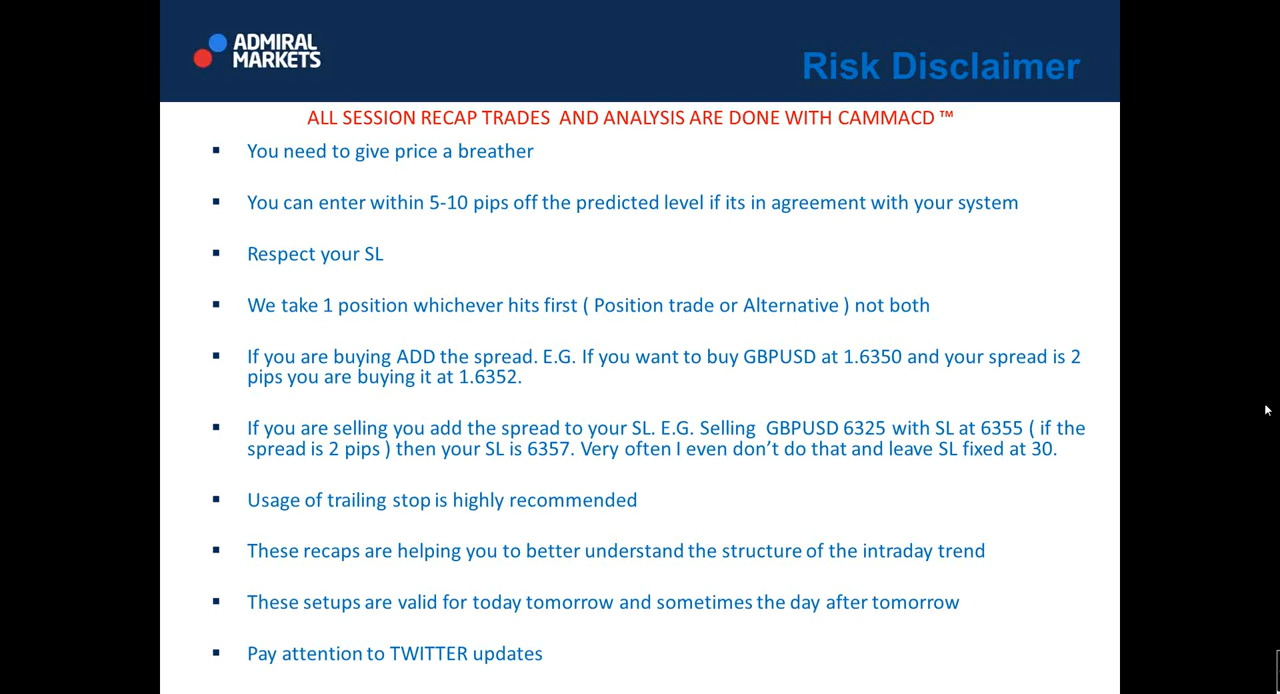 ADMIRAL
MARKETS
Risk Disclaimer
ALL SESSION RECAP TRADES AND ANALYSIS ARE DONE WITH CAMMACD ™
▪ You need to give price a breather
▪ You can enter within 5-10 pips off the predicted level if its in agreement with your system
▪ Respect your SL
▪ We take 1 position whichever hits first ( Position trade or Alternative ) not both
▪ If you are buying ADD the spread. E.G. If you want to buy GBPUSD at 1.6350 and your spread is 2
pips you are buying it at 1.6352.
▪ If you are selling you add the spread to your SL. E.G. Selling GBPUSD 6325 with SL at 6355 ( if the
spread is 2 pips ) then your SL is 6357. Very often I even don’t do that and leave SL fixed at 30.
▪ Usage of trailing stop is highly recommended
▪ These recaps are helping you to better understand the structure of the intraday trend
▪ These setups are valid for today tomorrow and sometimes the day after tomorrow
▪ Pay attention to TWITTER updates